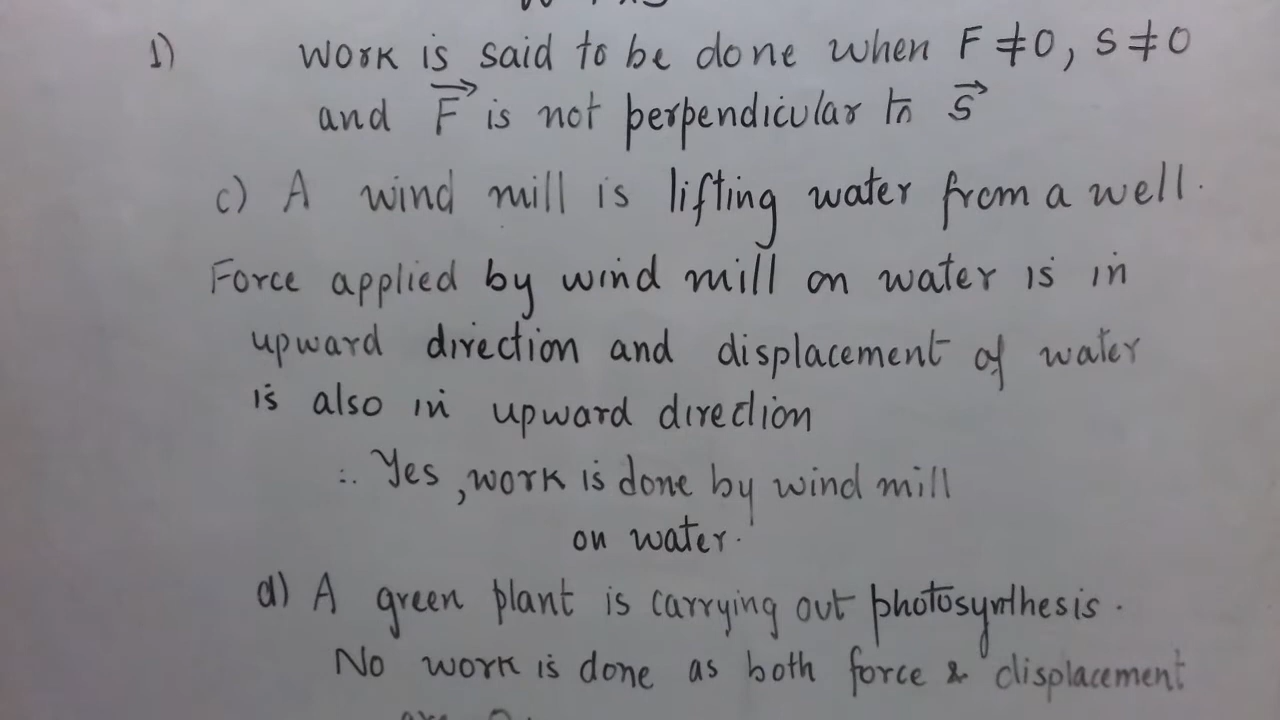 1) Work is said to be done when F ≠ 0, S ≠ 0
and F⃗ is not perpendicular to S⃗
c) A wind mill is lifting water from a well.
Force applied by wind mill on water is in
upward direction and displacement of water
is also in upward direction
∴ Yes, work is done by wind mill
on water.
d) A green plant is carrying out photosynthesis.
No work is done as both force & displacement